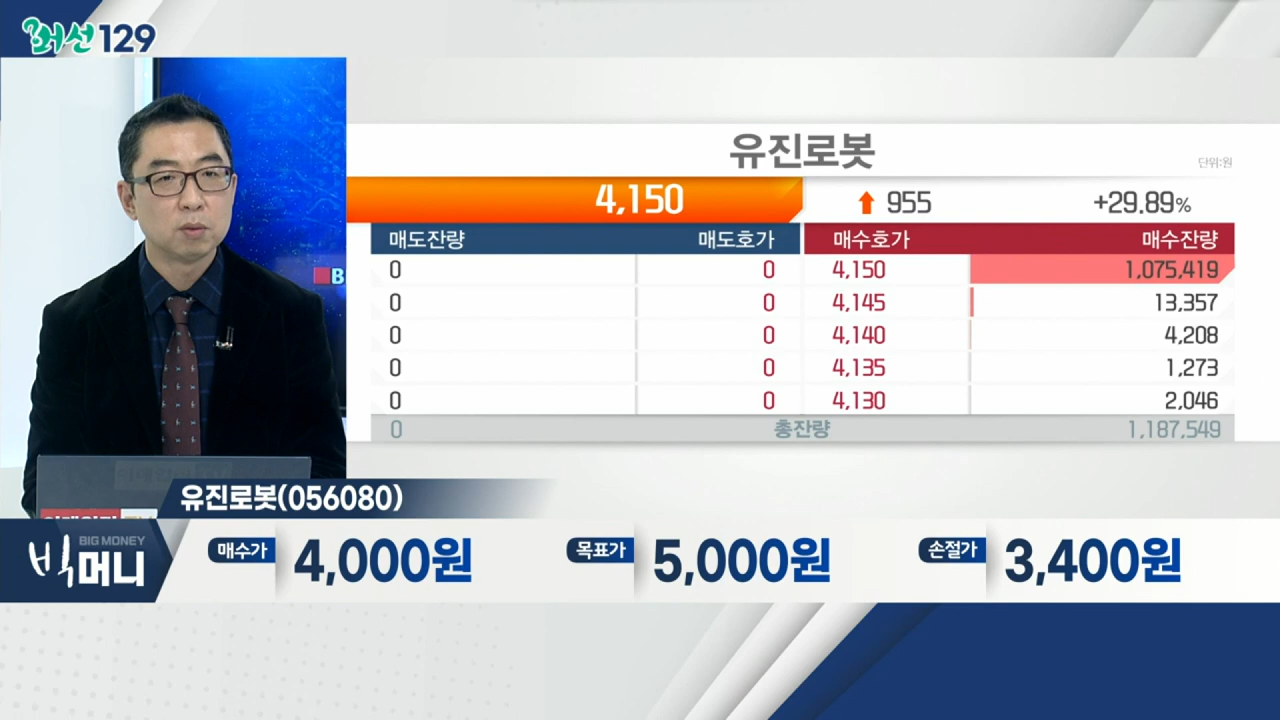 머선129
유진로봇
단위:원
4,150 955 +29.89%
매도잔량 매도호가 매수호가 매수잔량
0 0 4,150 1,075,419
0 0 4,145 13,357
0 0 4,140 4,208
0 0 4,135 1,273
0 0 4,130 2,046
0 총잔량 1,187,549
B
유진로봇(056080)
BIG MONEY
빅머니
매수가 4,000원 목표가 5,000원 손절가 3,400원